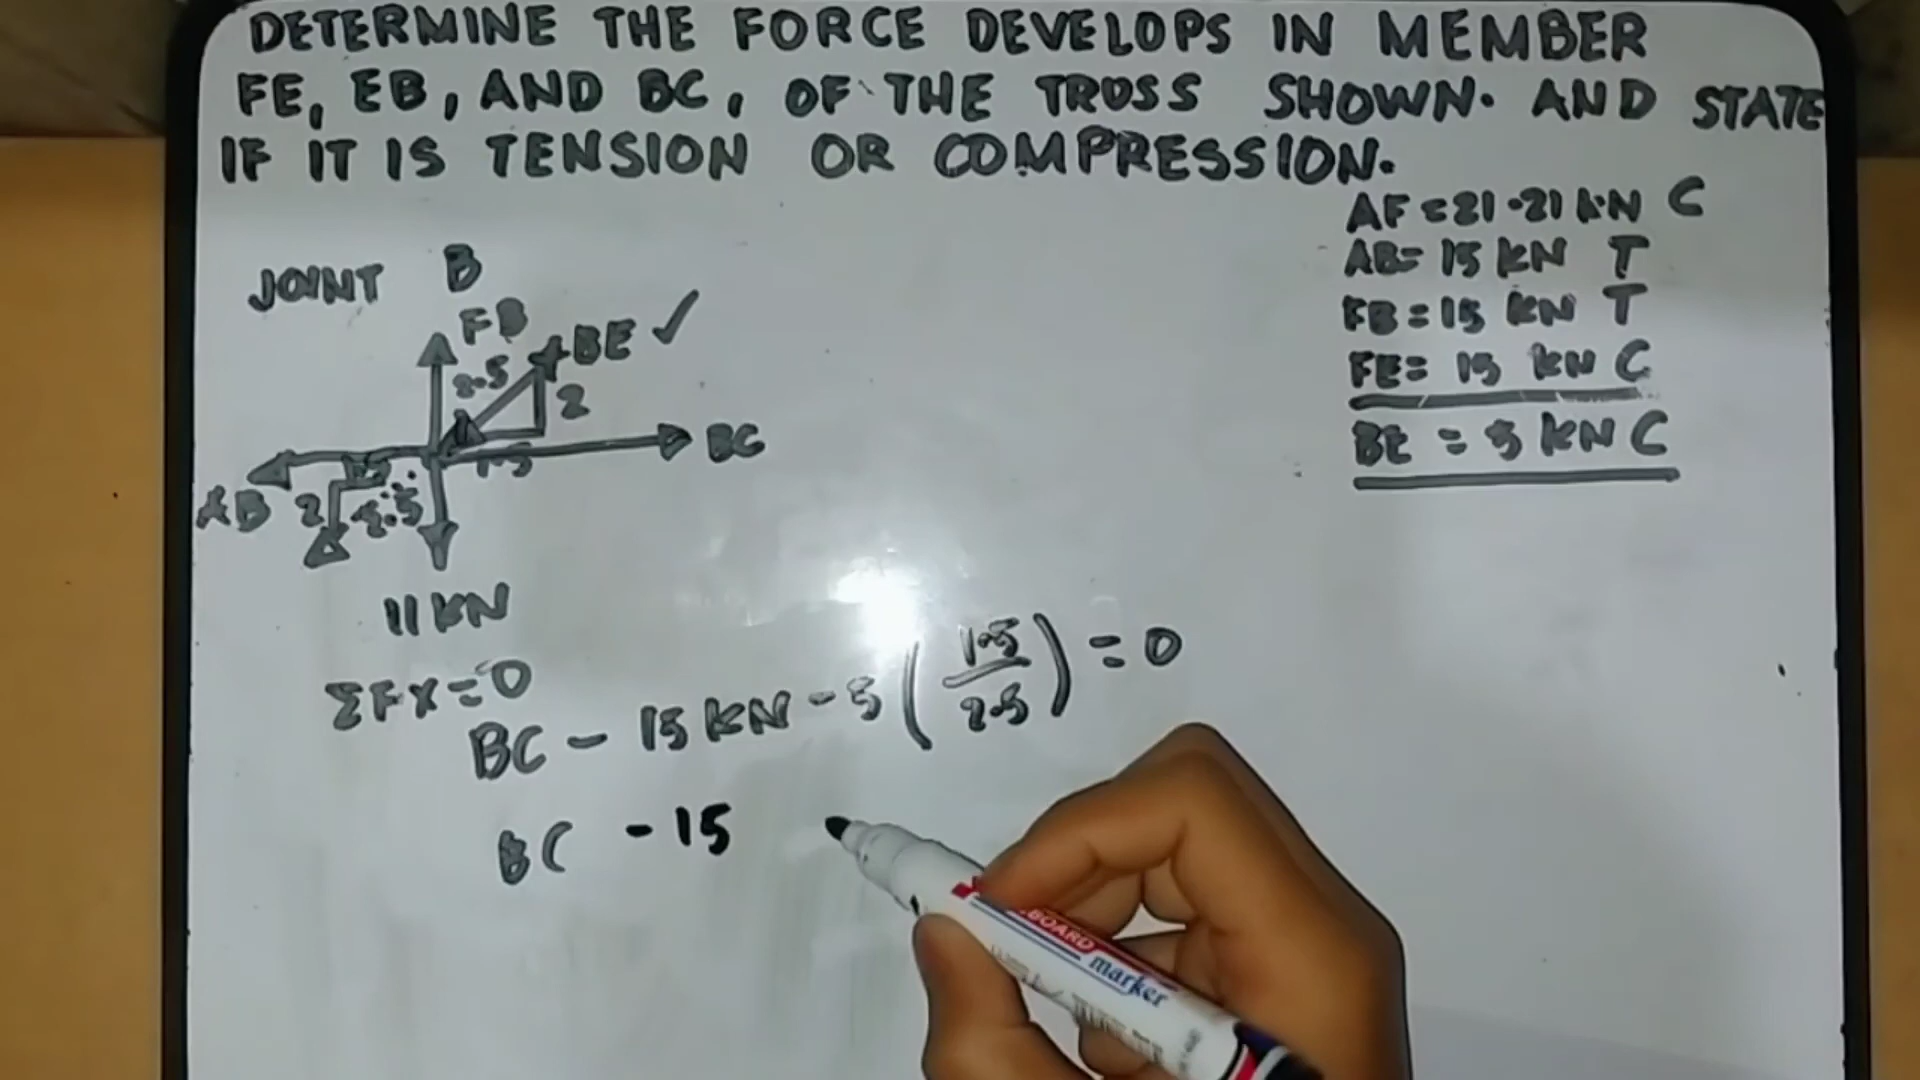 DETERMINE THE FORCE DEVELOPS IN MEMBER
FE, EB, AND BC, OF THE TRUSS SHOWN. AND STATE
IF IT IS TENSION OR COMPRESSION.
AF = 21.21 kN C
AB = 15 KN T
FB = 15 KN T
FE = 15 KN C
BE = 5 KN C
JOINT B
FB
BE ✓
2.5
2
BC
1.5
AB
2
2.5
11 KN
ΣFX = 0
BC - 15 KN - 5 (1.5/2.5) = 0
BC - 15
BOARD
marker